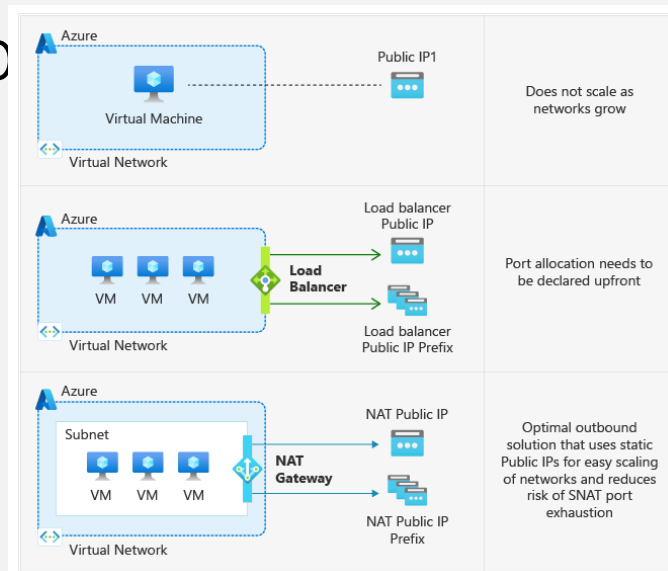 Azure
Public IP1
Virtual Machine
Virtual Network
Does not scale as
networks grow
Azure
Load balancer
Public IP
VM VM VM
Load
Balancer
Load balancer
Public IP Prefix
Virtual Network
Port allocation needs to
be declared upfront
Azure
Subnet
NAT Public IP
VM VM VM
NAT
Gateway
NAT Public IP
Prefix
Virtual Network
Optimal outbound
solution that uses static
Public IPs for easy scaling
of networks and reduces
risk of SNAT port
exhaustion